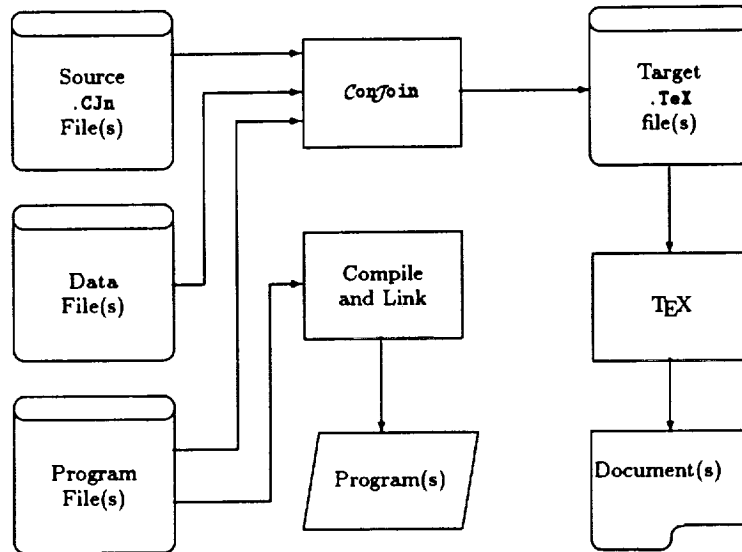 Source
.CJn
File(s)
ConJoin
Target
.TeX
file(s)
Data
File(s)
Compile
and Link
TEX
Program
File(s)
Program(s)
Document(s)